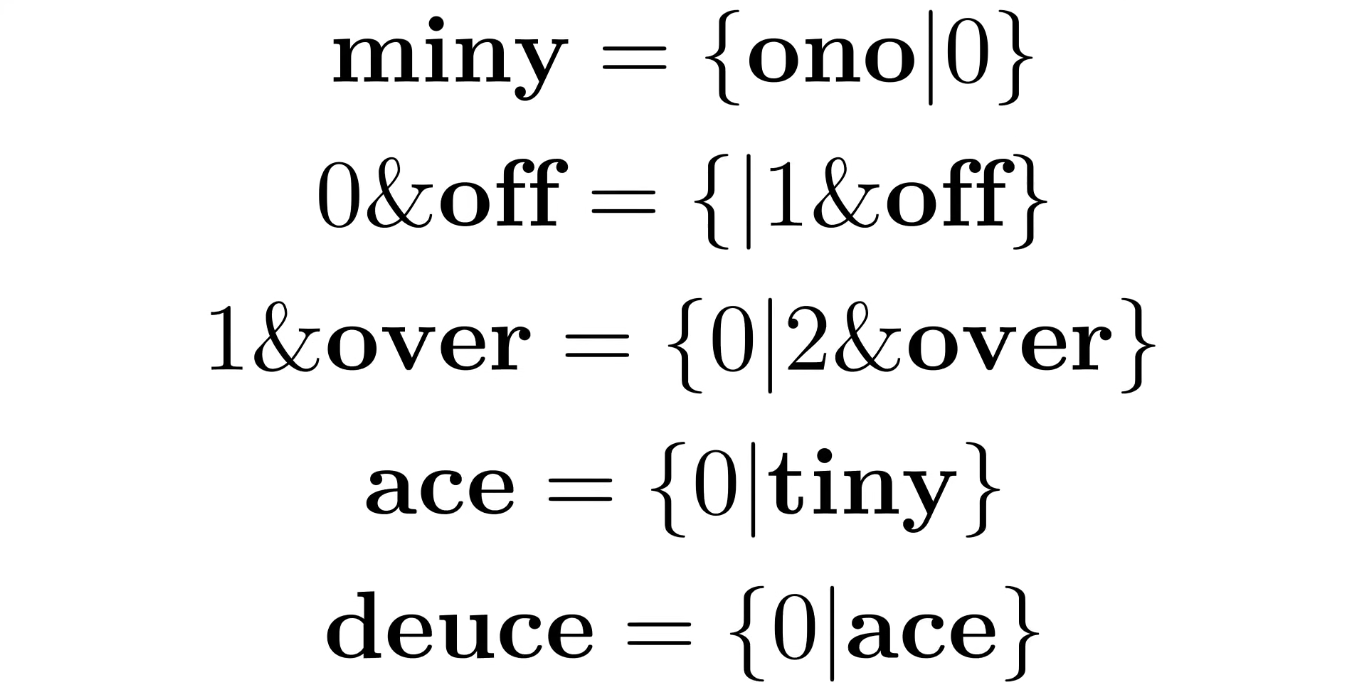 miny = {ono|0}
0&off = {|1&off}
1&over = {0|2&over}
ace = {0|tiny}
deuce = {0|ace}